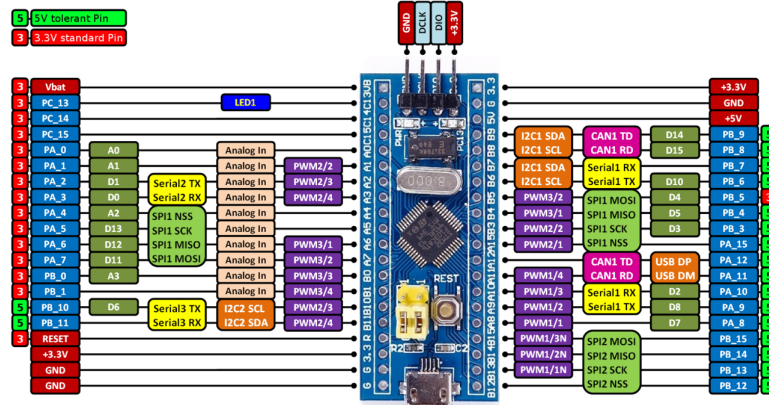 5 5V tolerant Pin
3 3.3V standard Pin
GND DCLK DIO +3.3V
3 Vbat
3 PC_13 LED1
3 PC_14
3 PC_15
3 PA_0 A0 Analog In
3 PA_1 A1 Analog In PWM2/2
3 PA_2 D1 Serial2 TX Analog In PWM2/3
3 PA_3 D0 Serial2 RX Analog In PWM2/4
3 PA_4 A2 SPI1 NSS Analog In
3 PA_5 D13 SPI1 SCK Analog In
3 PA_6 D12 SPI1 MISO Analog In PWM3/1
3 PA_7 D11 SPI1 MOSI Analog In PWM3/2
3 PB_0 A3 Analog In PWM3/3
3 PB_1 Analog In PWM3/4
5 PB_10 D6 Serial3 TX I2C2 SCL PWM2/3
5 PB_11 Serial3 RX I2C2 SDA PWM2/4
3 RESET
+3.3V
GND
GND
PWR
PC13
8.000
REST
R2
C2
+3.3V
GND
+5V
I2C1 SDA CAN1 TD D14 PB_9
I2C1 SCL CAN1 RD D15 PB_8
I2C1 SDA Serial1 RX PB_7
I2C1 SCL Serial1 TX D10 PB_6
PWM3/2 SPI1 MOSI D4 PB_5
PWM3/1 SPI1 MISO D5 PB_4
PWM2/2 SPI1 SCK D3 PB_3
PWM2/1 SPI1 NSS PA_15
CAN1 TD USB DP PA_12
PWM1/4 CAN1 RD USB DM PA_11
PWM1/3 Serial1 RX D2 PA_10
PWM1/2 Serial1 TX D8 PA_9
PWM1/1 D7 PA_8
PWM1/3N SPI2 MOSI PB_15
PWM1/2N SPI2 MISO PB_14
PWM1/1N SPI2 SCK PB_13
SPI2 NSS PB_12